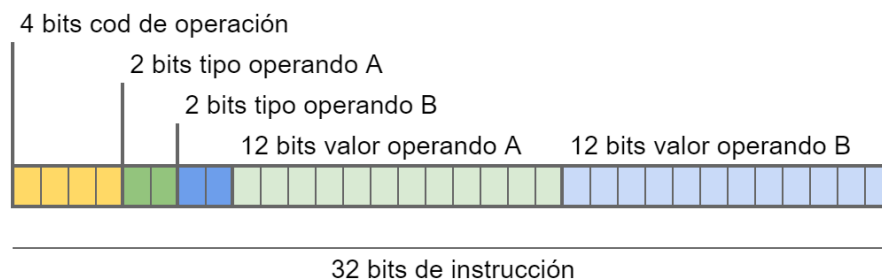 4 bits cod de operación
2 bits tipo operando A
2 bits tipo operando B
12 bits valor operando A
12 bits valor operando B
32 bits de instrucción